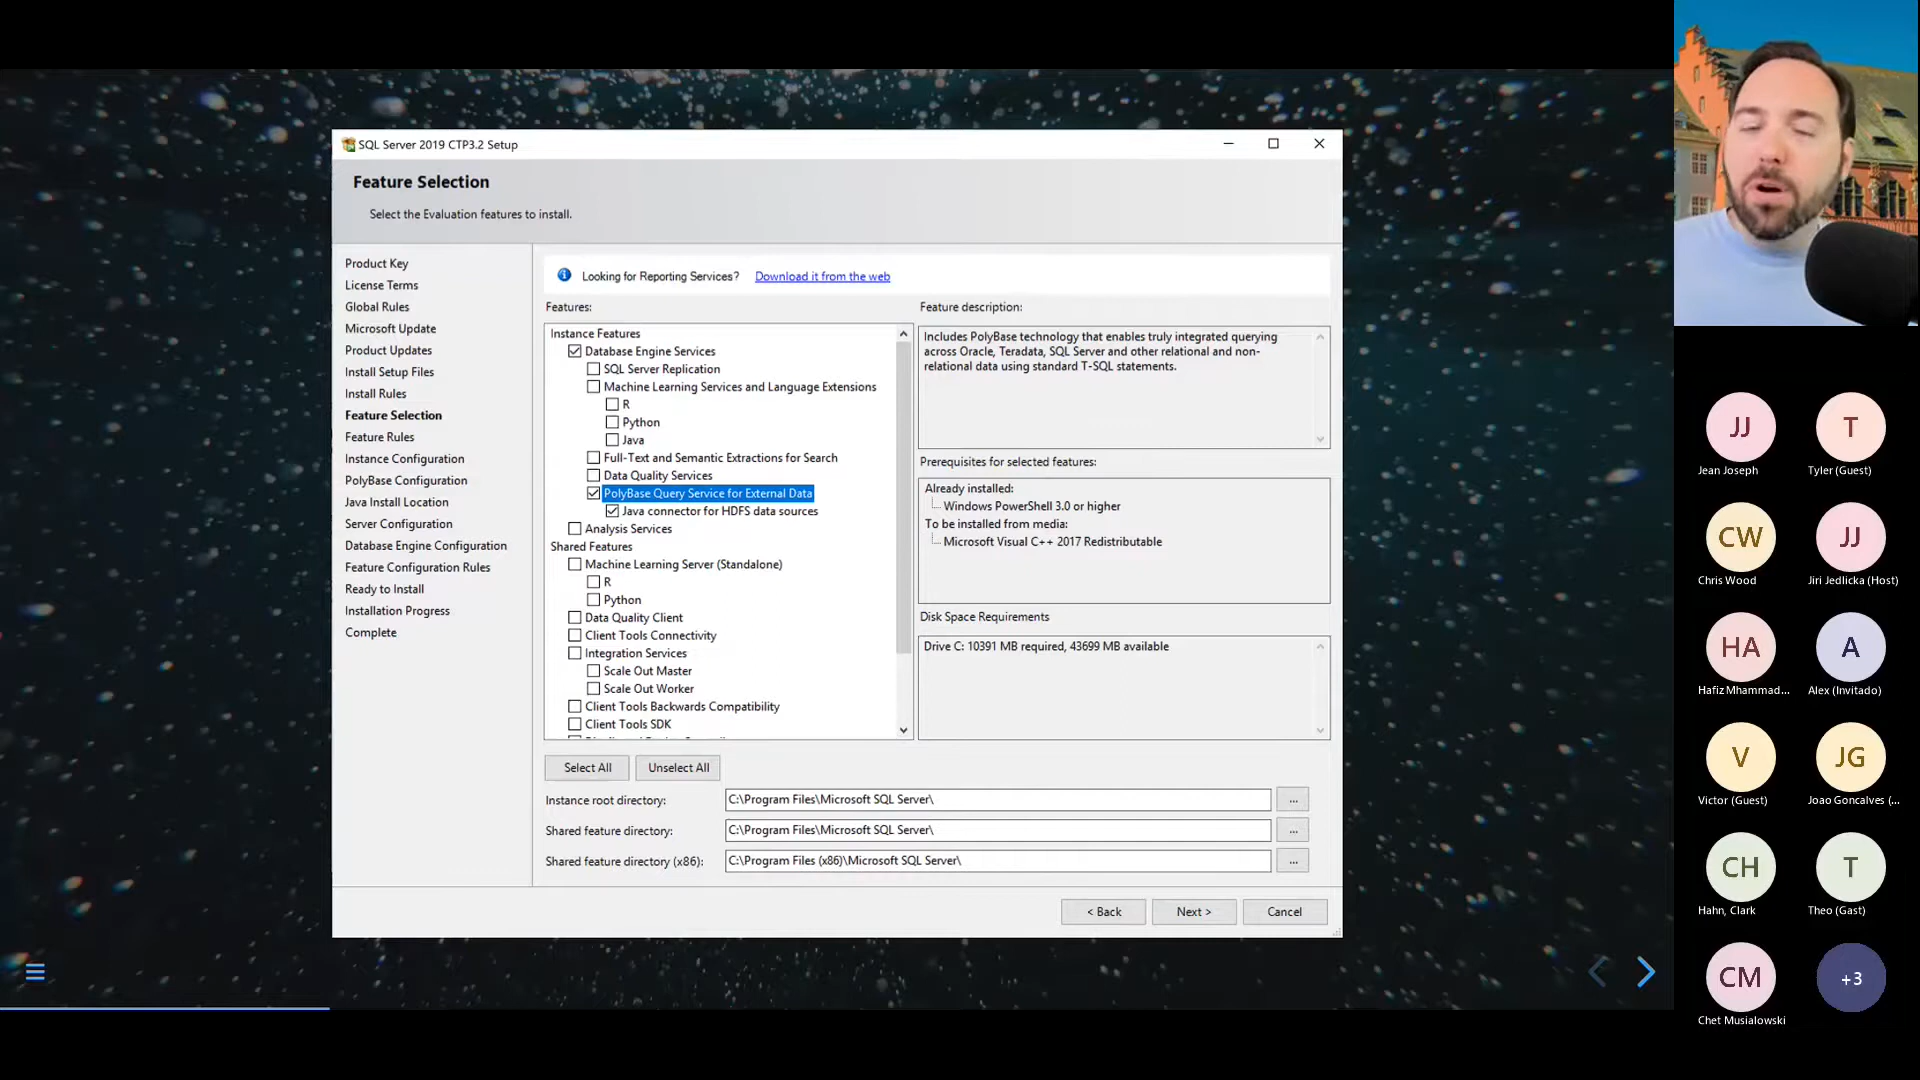 SQL Server 2019 CTP3.2 Setup
Feature Selection
Select the Evaluation features to install.
Product Key
License Terms
Global Rules
Microsoft Update
Product Updates
Install Setup Files
Install Rules
Feature Selection
Feature Rules
Instance Configuration
PolyBase Configuration
Java Install Location
Server Configuration
Database Engine Configuration
Feature Configuration Rules
Ready to Install
Installation Progress
Complete
Looking for Reporting Services? Download it from the web
Features:
Instance Features
Database Engine Services
SQL Server Replication
Machine Learning Services and Language Extensions
R
Python
Java
Full-Text and Semantic Extractions for Search
Data Quality Services
PolyBase Query Service for External Data
Java connector for HDFS data sources
Analysis Services
Shared Features
Machine Learning Server (Standalone)
R
Python
Data Quality Client
Client Tools Connectivity
Integration Services
Scale Out Master
Scale Out Worker
Client Tools Backwards Compatibility
Client Tools SDK
Feature description:
Includes PolyBase technology that enables truly integrated querying
across Oracle, Teradata, SQL Server and other relational and non-
relational data using standard T-SQL statements.
Prerequisites for selected features:
Already installed:
Windows PowerShell 3.0 or higher
To be installed from media:
Microsoft Visual C++ 2017 Redistributable
Disk Space Requirements
Drive C: 10391 MB required, 43699 MB available
Select All
Unselect All
Instance root directory:
C:\Program Files\Microsoft SQL Server\
...
Shared feature directory:
C:\Program Files\Microsoft SQL Server\
...
Shared feature directory (x86):
C:\Program Files (x86)\Microsoft SQL Server\
...
< Back
Next >
Cancel
JJ
Jean Joseph
T
Tyler (Guest)
CW
Chris Wood
JJ
Jiri Jedlicka (Host)
HA
Hafiz Mhammad...
A
Alex (Invitado)
V
Victor (Guest)
JG
Joao Goncalves (...
CH
Hahn, Clark
T
Theo (Gast)
CM
Chet Musialowski
+3